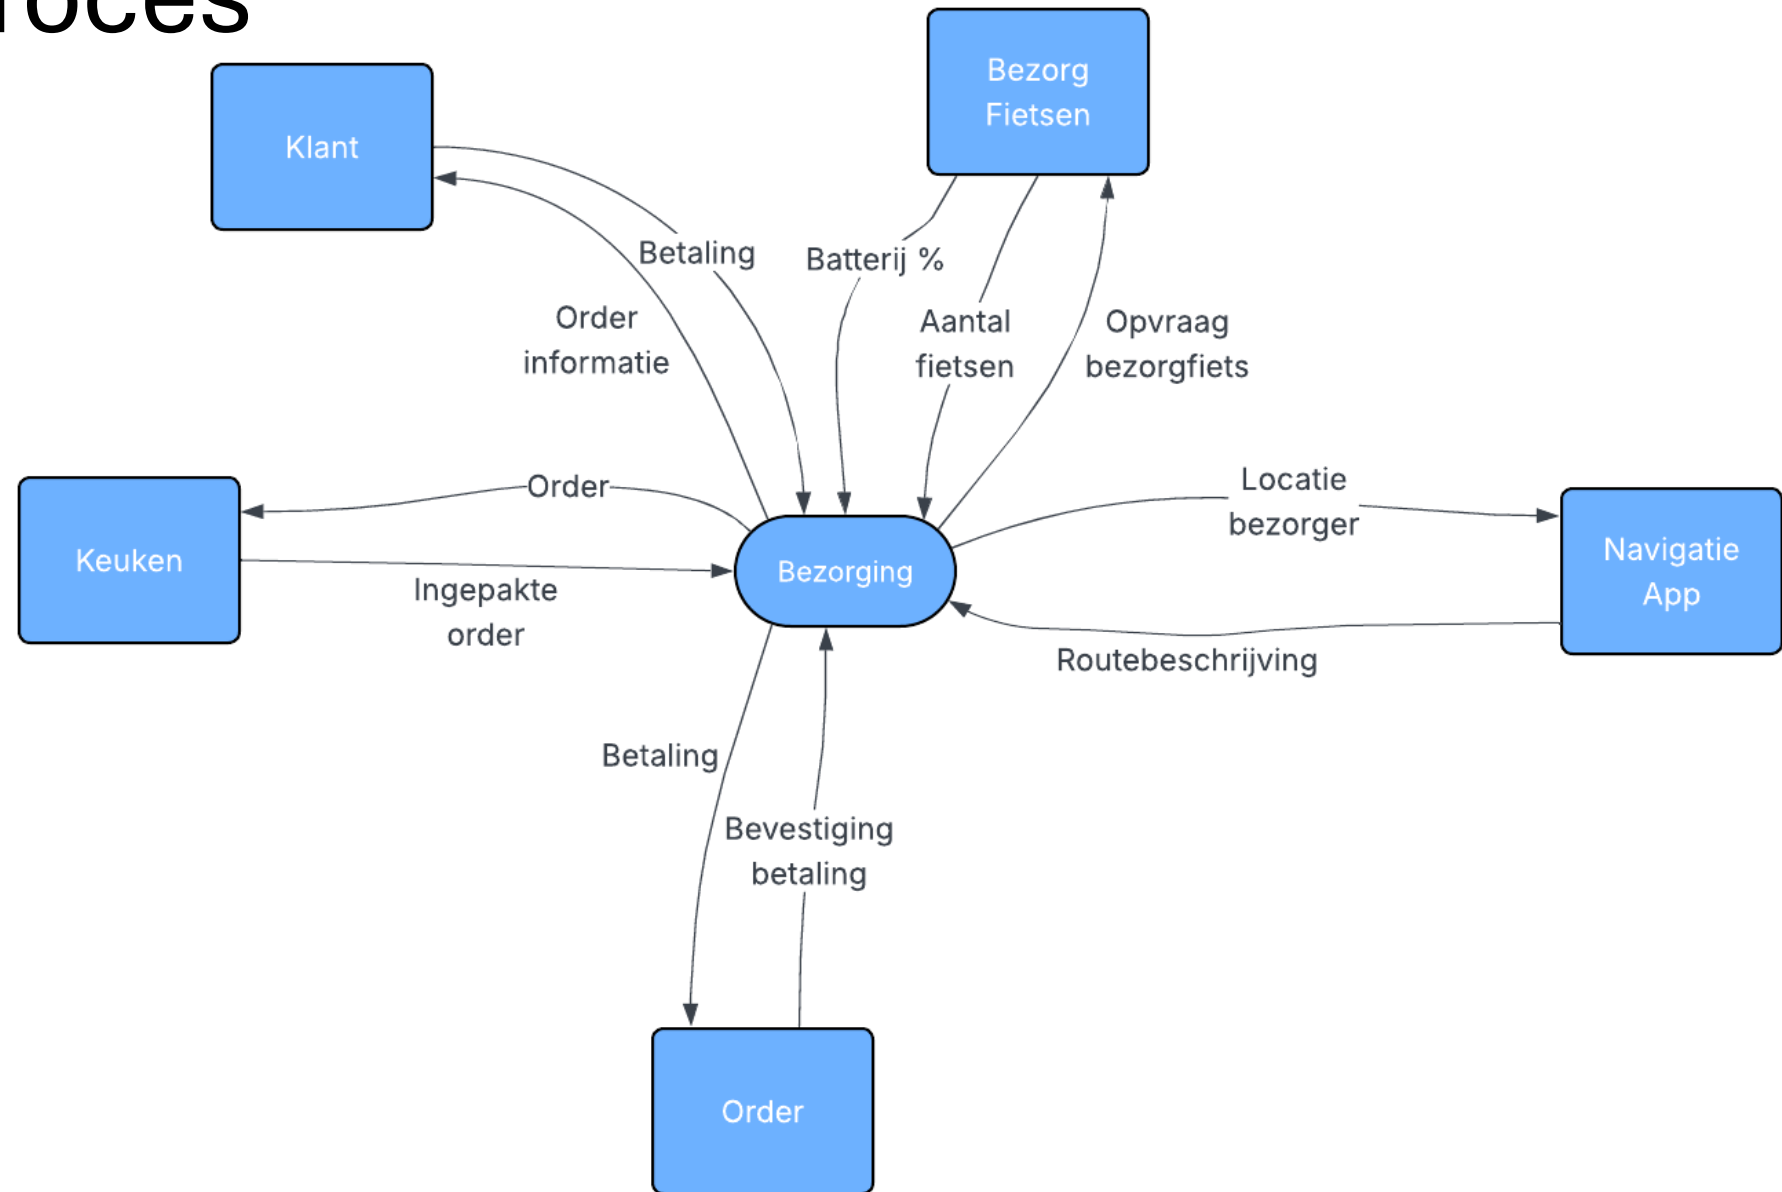 roces
Bezorg
Fietsen
Klant
Betaling
Batterij %
Order
informatie
Aantal
fietsen
Opvraag
bezorgfiets
Order
Locatie
bezorger
Keuken
Bezorging
Navigatie
App
Ingepakte
order
Routebeschrijving
Betaling
Bevestiging
betaling
Order